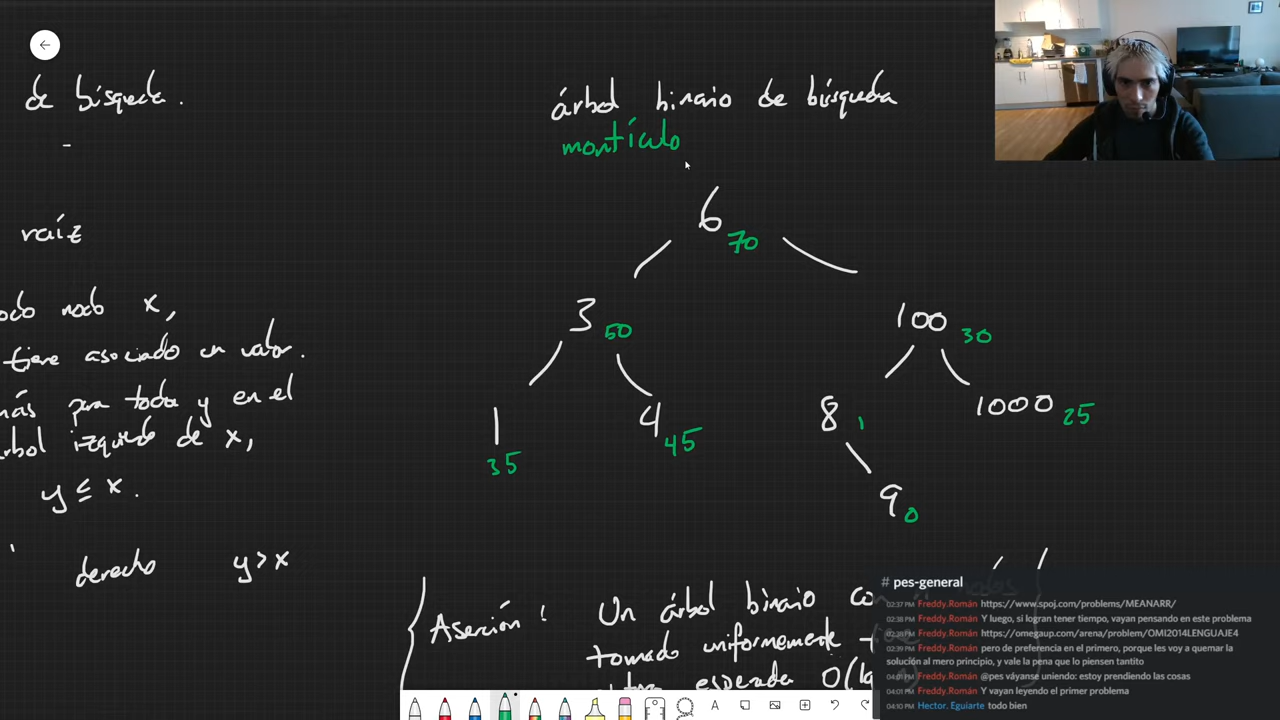 de búsqueda.
raíz
todo nodo x,
tiene asociado un valor.
más para todo y en el
árbol izquierdo de x,
y ≤ x.
derecho y > x
árbol binario de búsqueda
montículo
6 70
3 50
100 30
1 35
4 45
8 1
1000 25
9 0
Aserción: Un árbol binario con
tomado uniformemente
esperada O(log
# pes-general
02:37 PM Freddy.Román https://www.spoj.com/problems/MEANARR/
02:38 PM Freddy.Román Y luego, si logran tener tiempo, vayan pensando en este problema
02:38 PM Freddy.Román https://omegaup.com/arena/problem/OMI2014LENGUAJE4
02:39 PM Freddy.Román pero de preferencia en el primero, porque les voy a quemar la
solución al mero principio, y vale la pena que lo piensen tantito
04:01 PM Freddy.Román @pes váyanse uniendo: estoy prendiendo las cosas
04:01 PM Freddy.Román Y vayan leyendo el primer problema
04:10 PM Hector. Eguiarte todo bien